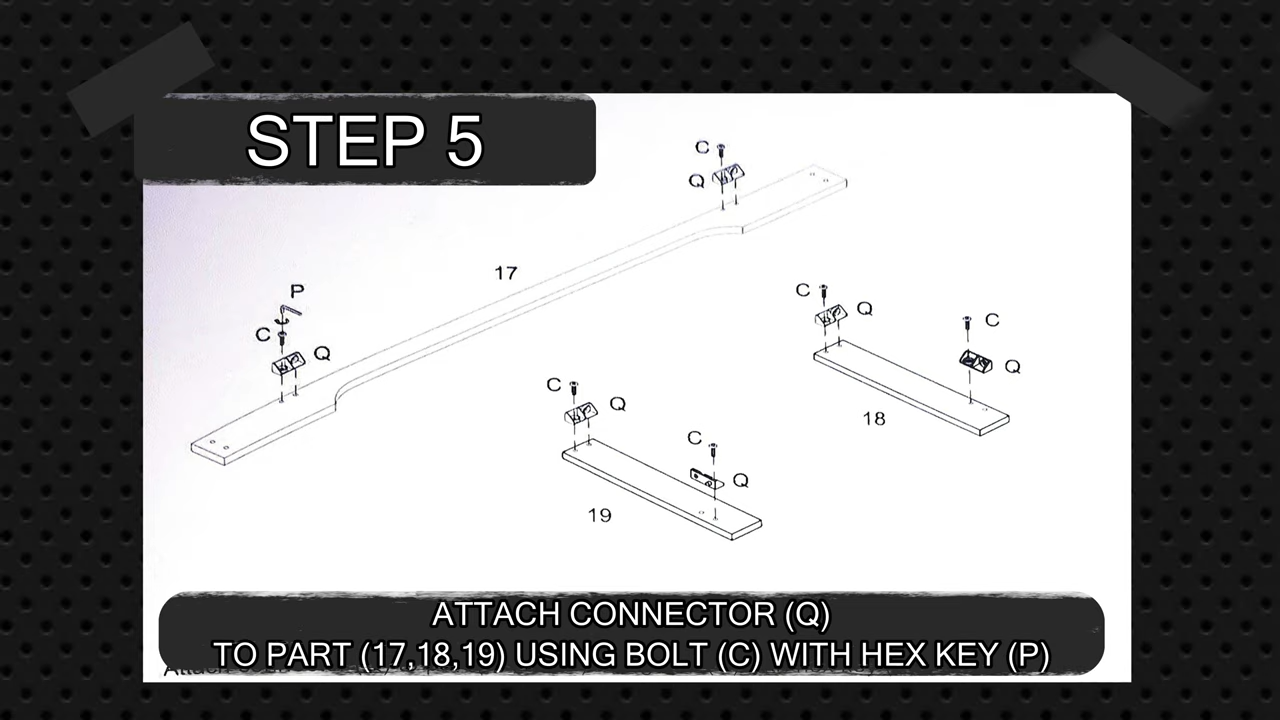 STEP 5
C
Q
17
P
C
Q
C
Q
C
Q
18
C
Q
C
Q
19
ATTACH CONNECTOR (Q)
TO PART (17,18,19) USING BOLT (C) WITH HEX KEY (P)